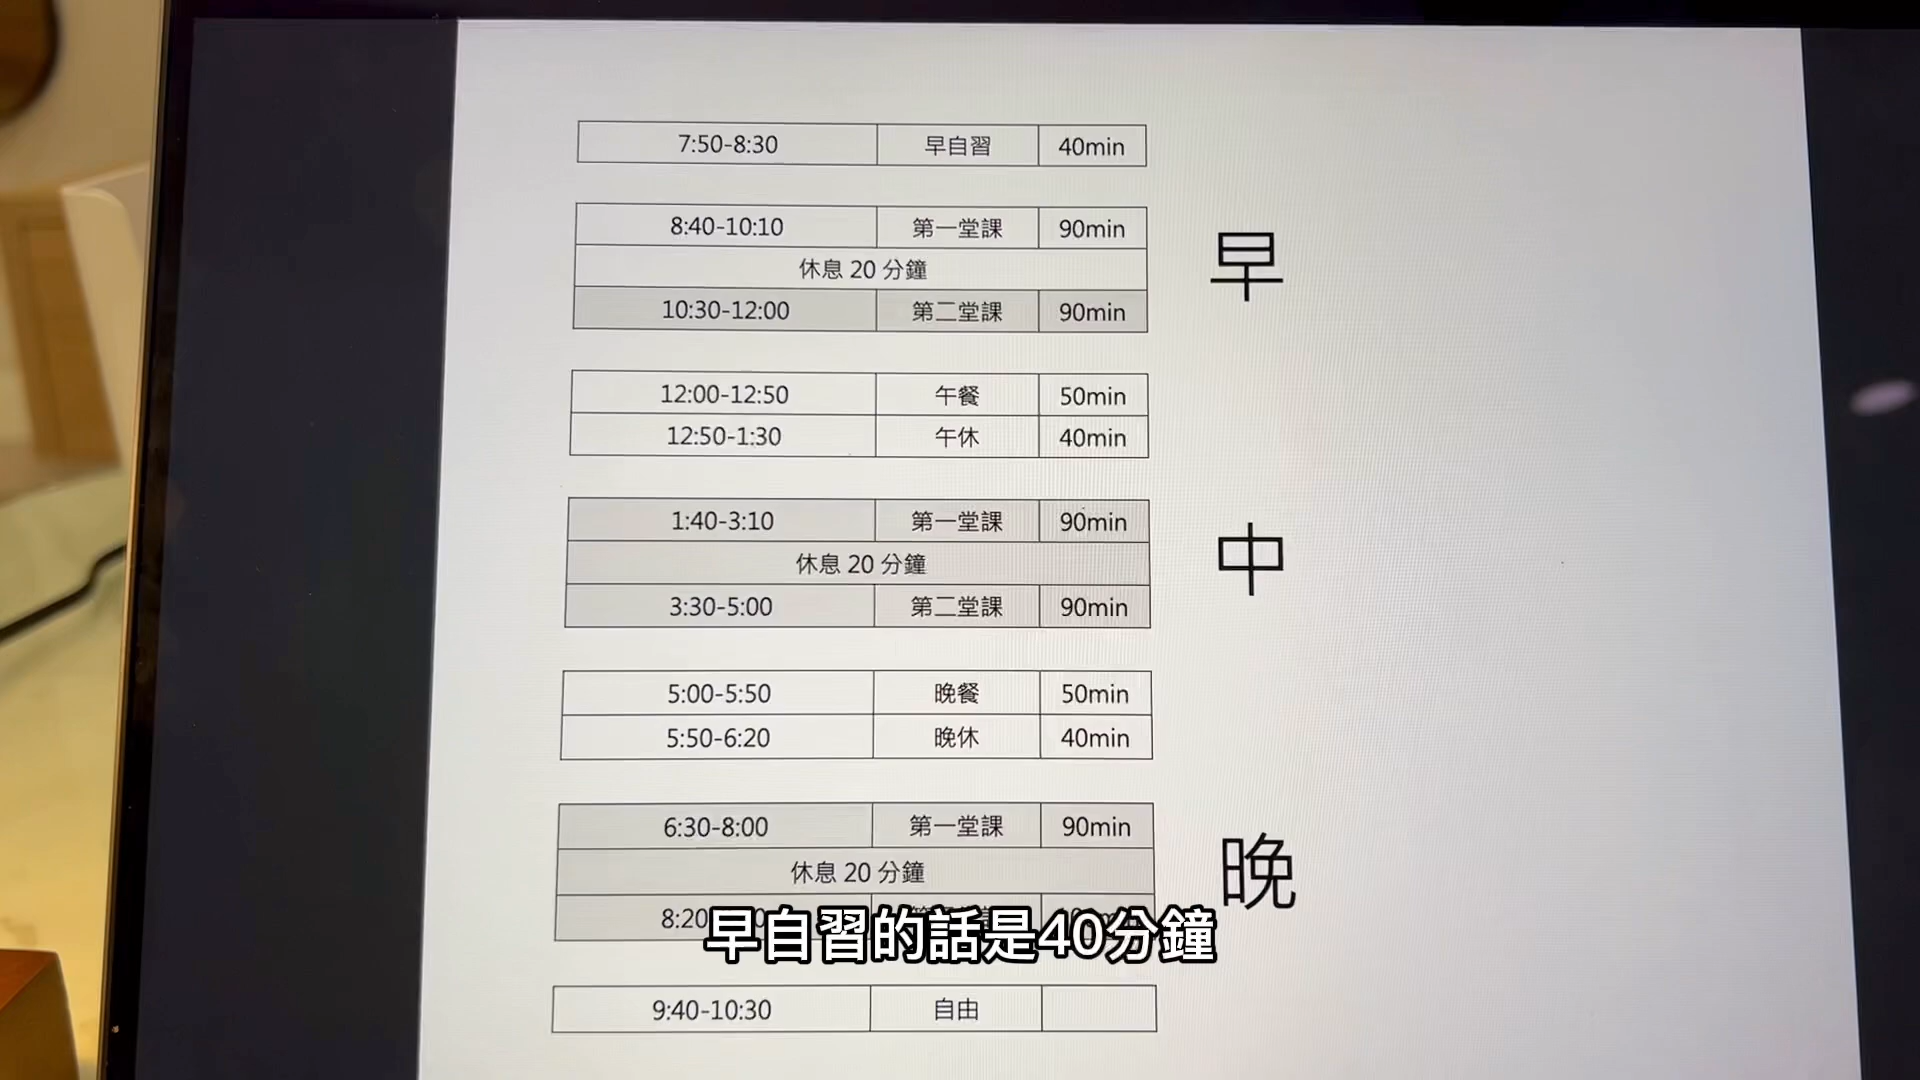 7:50-8:30 早自習 40min
8:40-10:10 第一堂課 90min
休息 20 分鐘
10:30-12:00 第二堂課 90min
早
12:00-12:50 午餐 50min
12:50-1:30 午休 40min
1:40-3:10 第一堂課 90min
休息 20 分鐘
3:30-5:00 第二堂課 90min
中
5:00-5:50 晚餐 50min
5:50-6:20 晚休 40min
6:30-8:00 第一堂課 90min
休息 20 分鐘
8:20
晚
早自習的話是40分鐘
9:40-10:30 自由